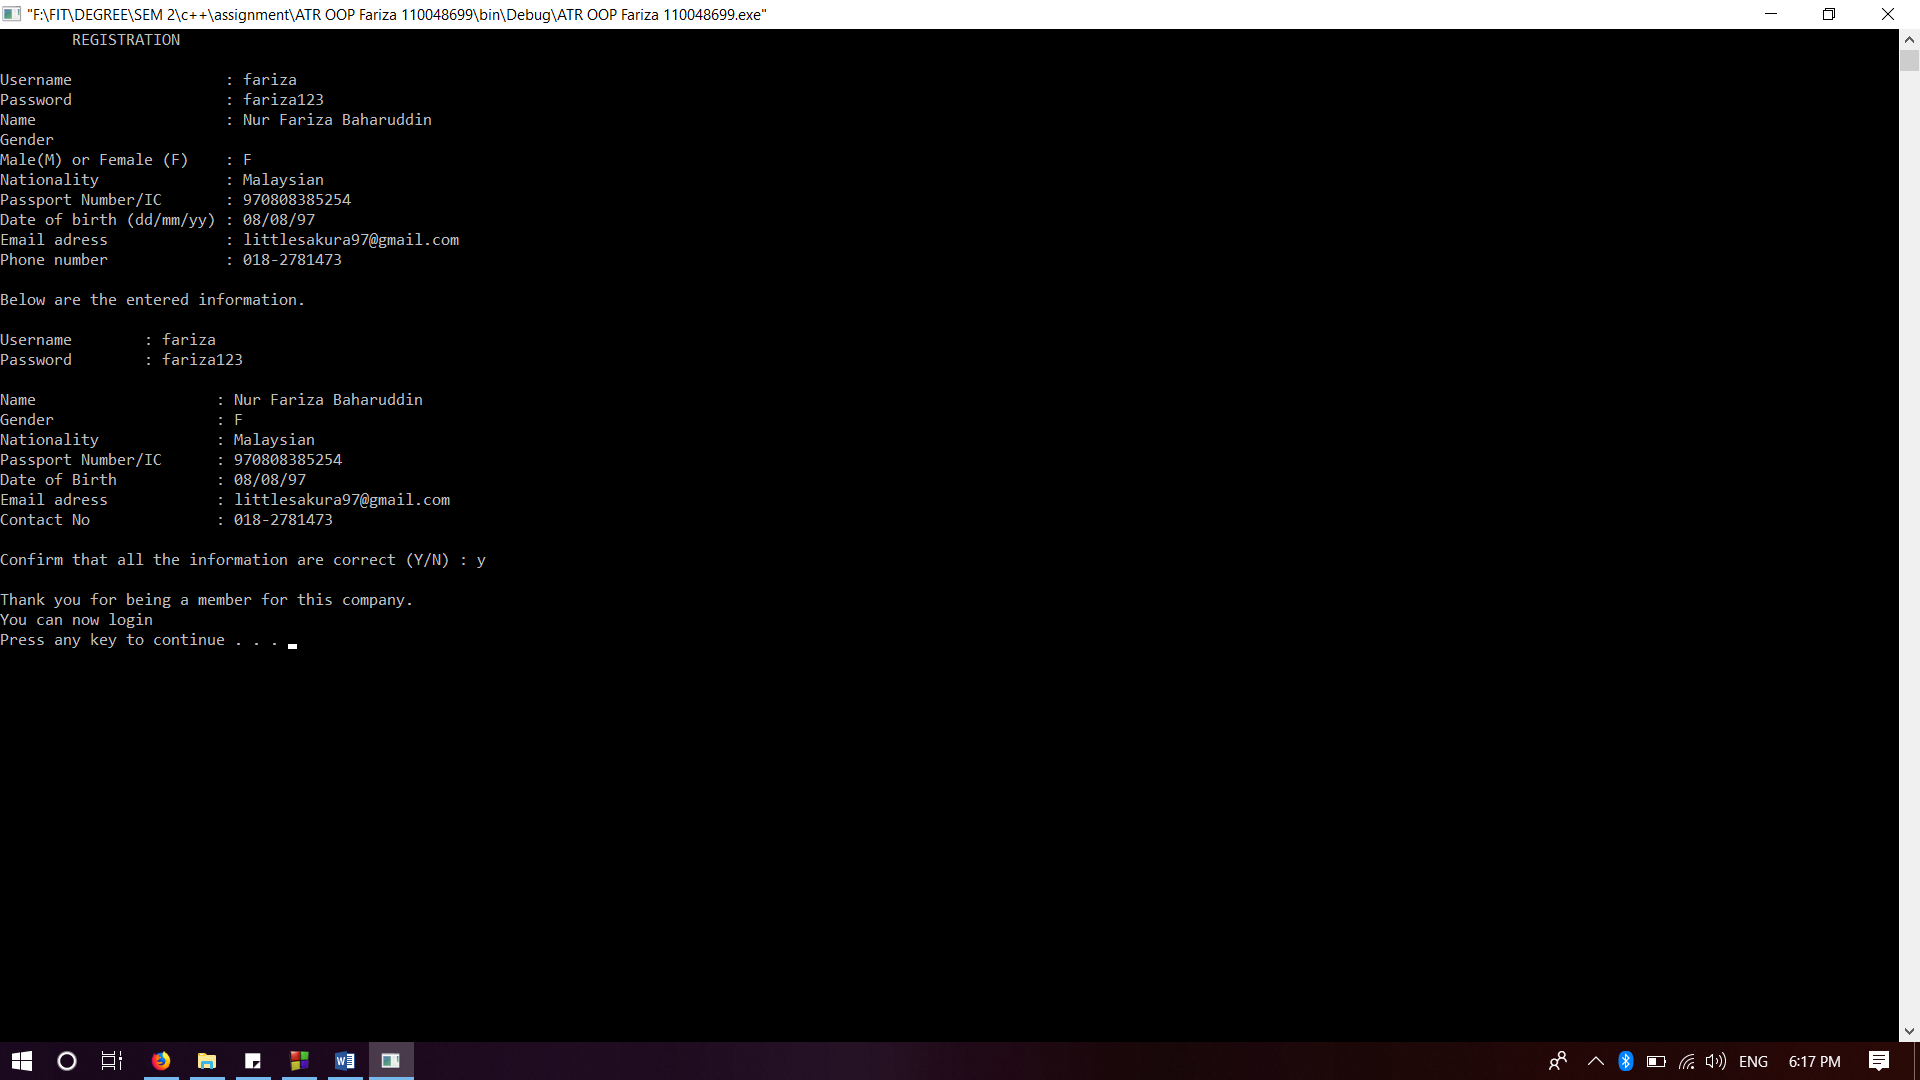 "F:\FIT\DEGREE\SEM 2\c++\assignment\ATR OOP Fariza 110048699\bin\Debug\ATR OOP Fariza 110048699.exe"
REGISTRATION
Username : fariza
Password : fariza123
Name : Nur Fariza Baharuddin
Gender
Male(M) or Female (F) : F
Nationality : Malaysian
Passport Number/IC : 970808385254
Date of birth (dd/mm/yy) : 08/08/97
Email adress : littlesakura97@gmail.com
Phone number : 018-2781473
Below are the entered information.
Username : fariza
Password : fariza123
Name : Nur Fariza Baharuddin
Gender : F
Nationality : Malaysian
Passport Number/IC : 970808385254
Date of Birth : 08/08/97
Email adress : littlesakura97@gmail.com
Contact No : 018-2781473
Confirm that all the information are correct (Y/N) : y
Thank you for being a member for this company.
You can now login
Press any key to continue . . .
ENG 6:17 PM